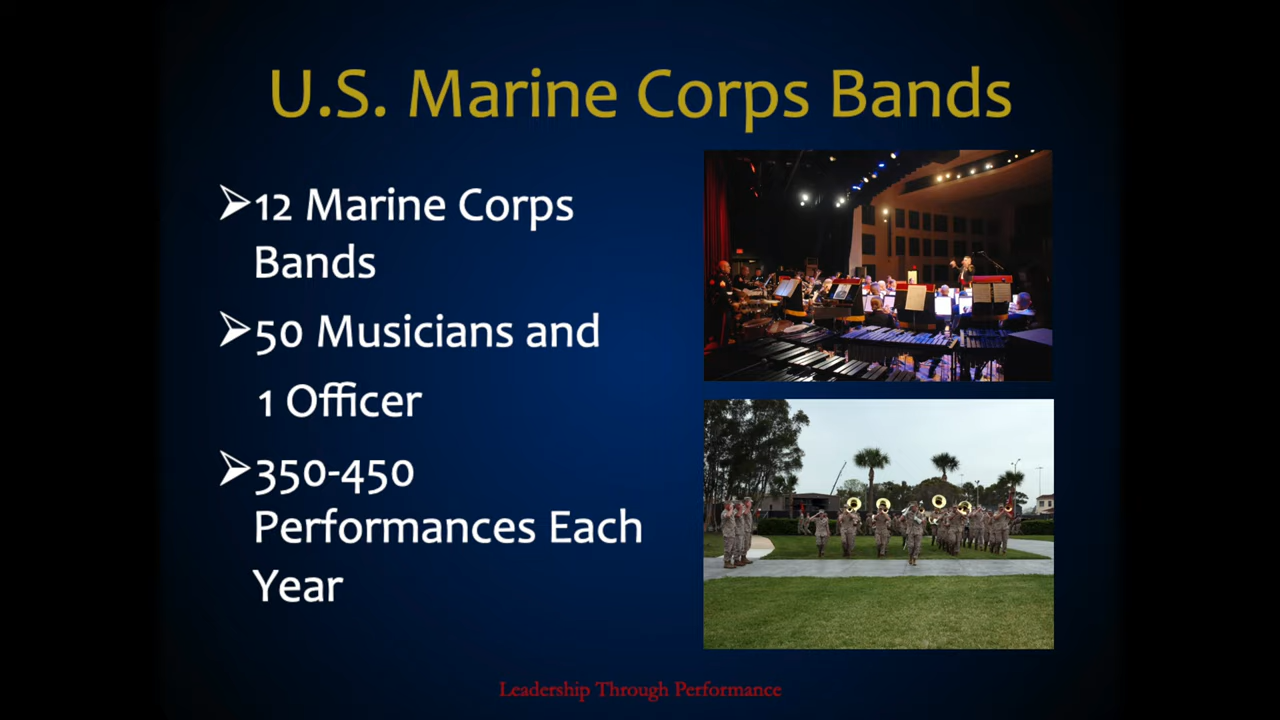 U.S. Marine Corps Bands
➢12 Marine Corps
Bands
➢50 Musicians and
1 Officer
➢350-450
Performances Each
Year
Leadership Through Performance